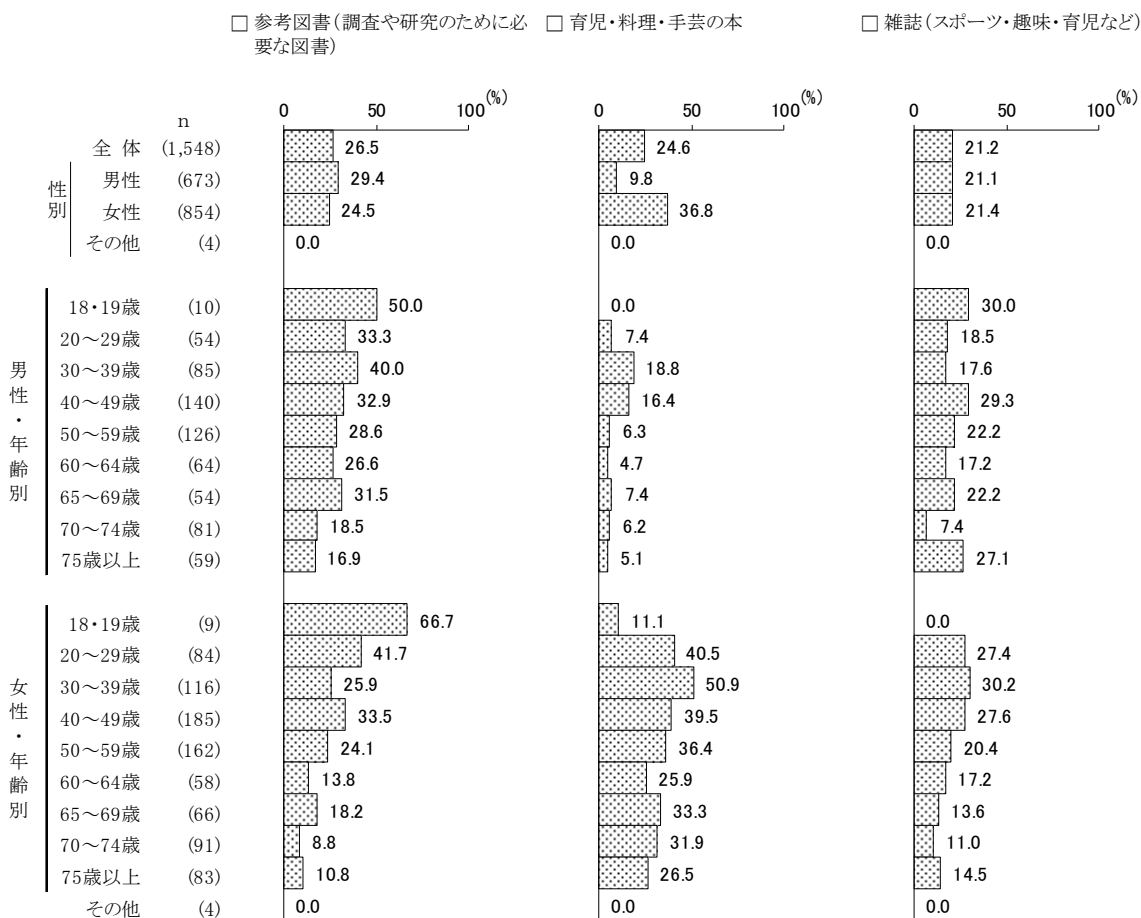 □ 参考図書(調査や研究のために必要な図書)
□ 育児・料理・手芸の本
□ 雑誌(スポーツ・趣味・育児など)
0 50 100 (%) 0 50 100 (%) 0 50 100 (%)
n
全 体 (1,548) 26.5 24.6 21.2
性別
男性 (673) 29.4 9.8 21.1
女性 (854) 24.5 36.8 21.4
その他 (4) 0.0 0.0 0.0
男性・年齢別
18・19歳 (10) 50.0 0.0 30.0
20～29歳 (54) 33.3 7.4 18.5
30～39歳 (85) 40.0 18.8 17.6
40～49歳 (140) 32.9 16.4 29.3
50～59歳 (126) 28.6 6.3 22.2
60～64歳 (64) 26.6 4.7 17.2
65～69歳 (54) 31.5 7.4 22.2
70～74歳 (81) 18.5 6.2 7.4
75歳以上 (59) 16.9 5.1 27.1
女性・年齢別
18・19歳 (9) 66.7 11.1 0.0
20～29歳 (84) 41.7 40.5 27.4
30～39歳 (116) 25.9 50.9 30.2
40～49歳 (185) 33.5 39.5 27.6
50～59歳 (162) 24.1 36.4 20.4
60～64歳 (58) 13.8 25.9 17.2
65～69歳 (66) 18.2 33.3 13.6
70～74歳 (91) 8.8 31.9 11.0
75歳以上 (83) 10.8 26.5 14.5
その他 (4) 0.0 0.0 0.0